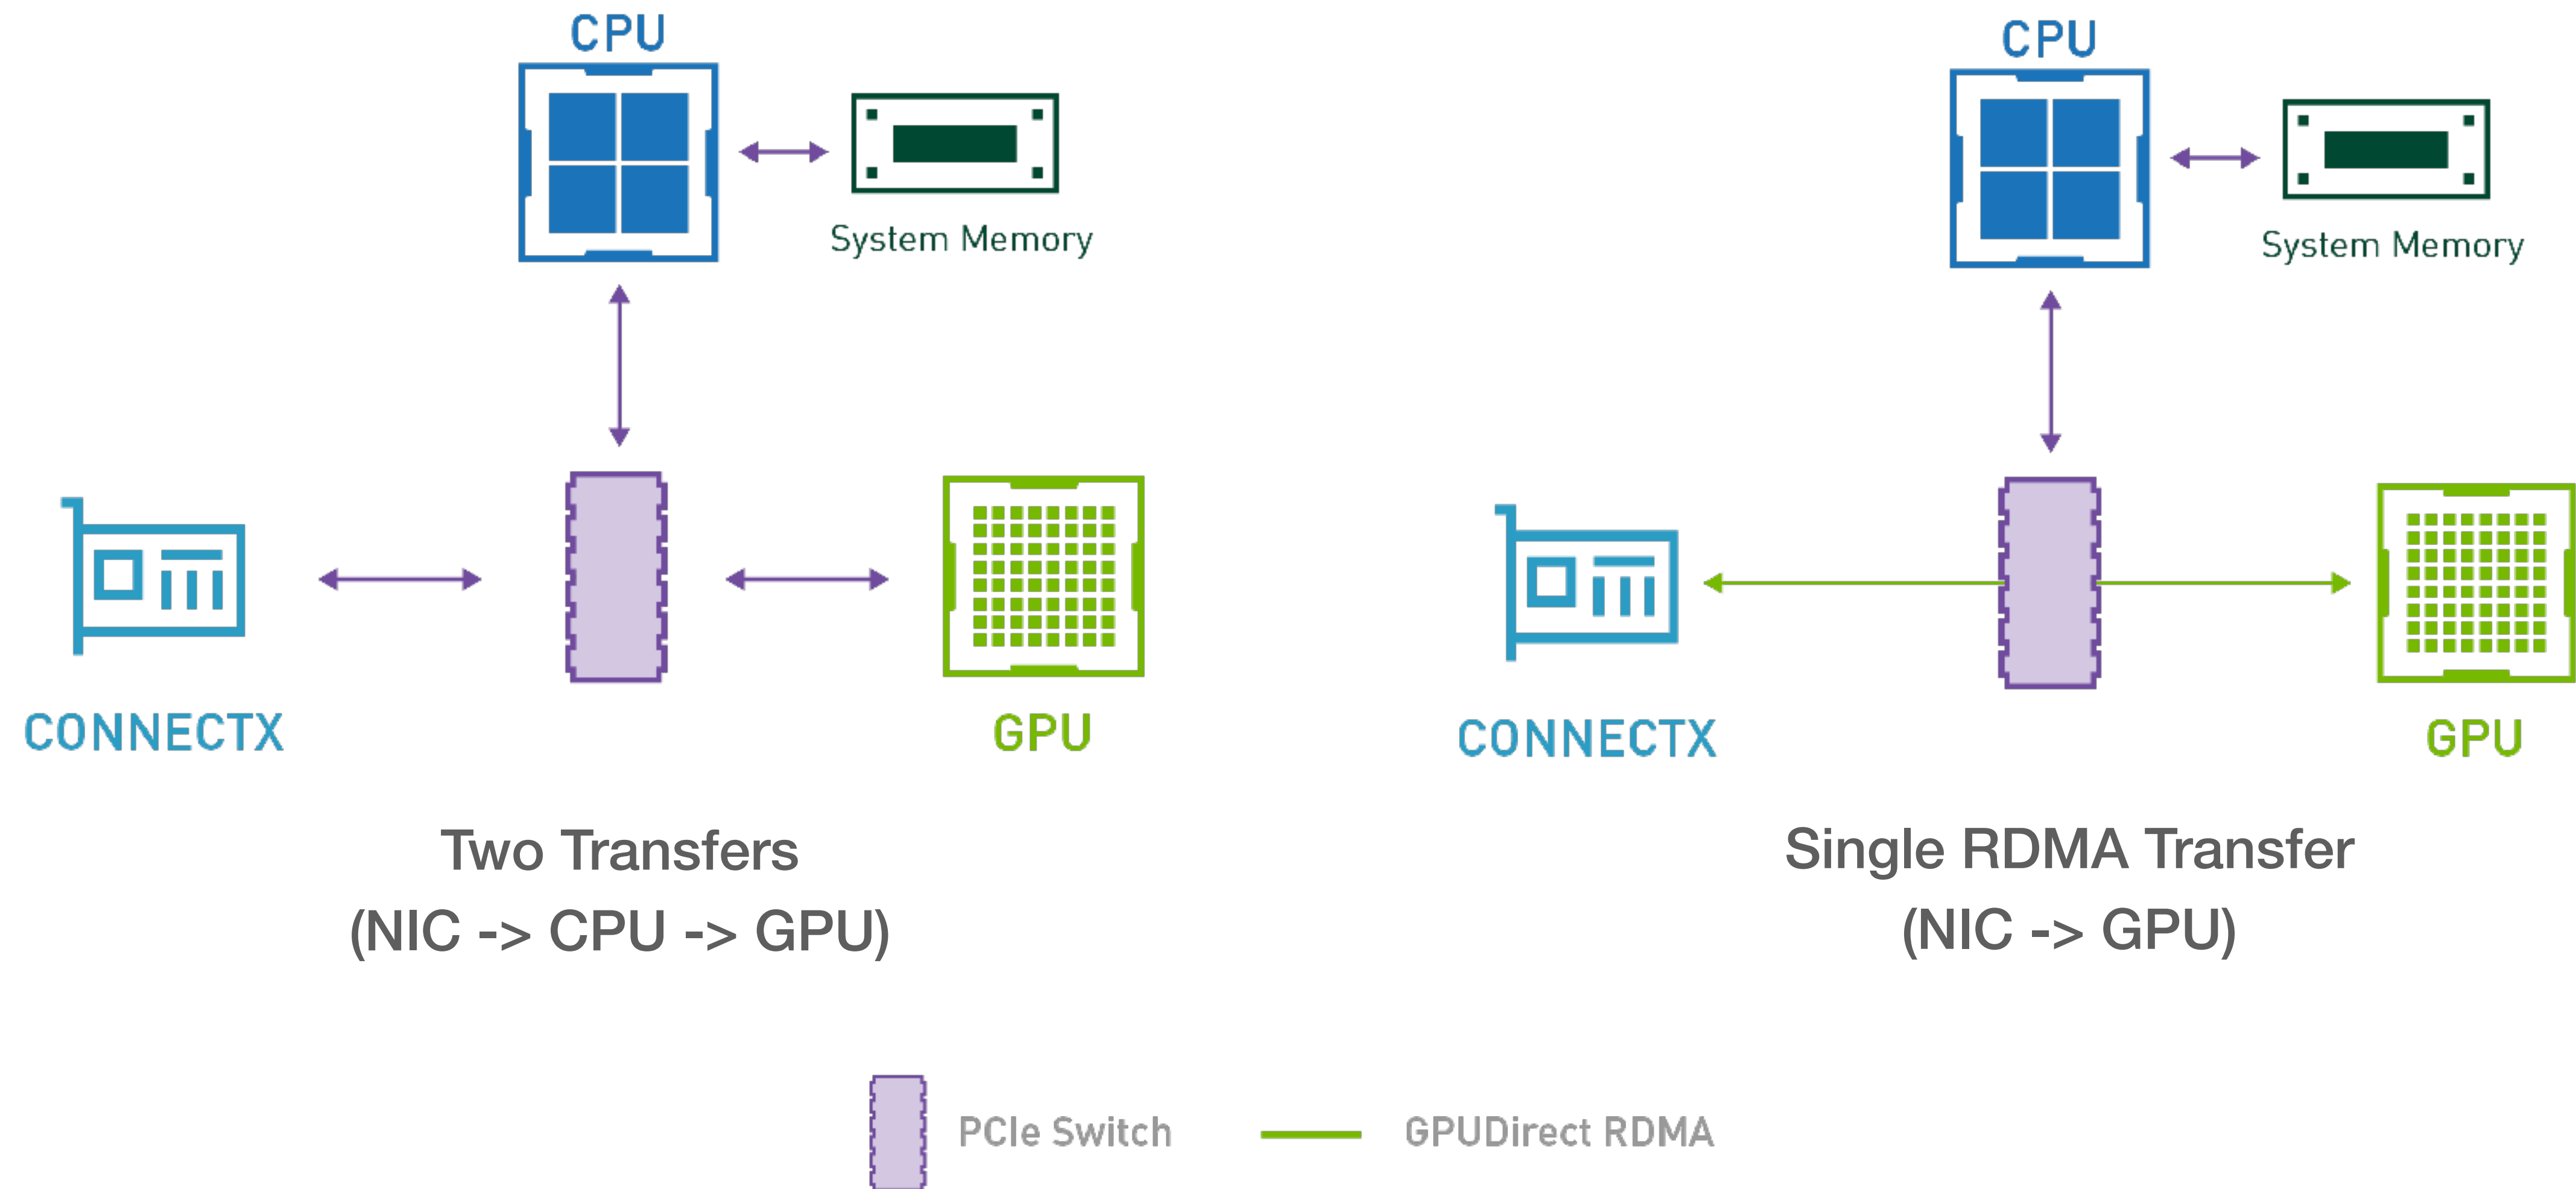 CPU
System Memory
CONNECTX
GPU
Two Transfers
(NIC -> CPU -> GPU)
CPU
System Memory
CONNECTX
GPU
Single RDMA Transfer
(NIC -> GPU)
PCIe Switch
GPUDirect RDMA